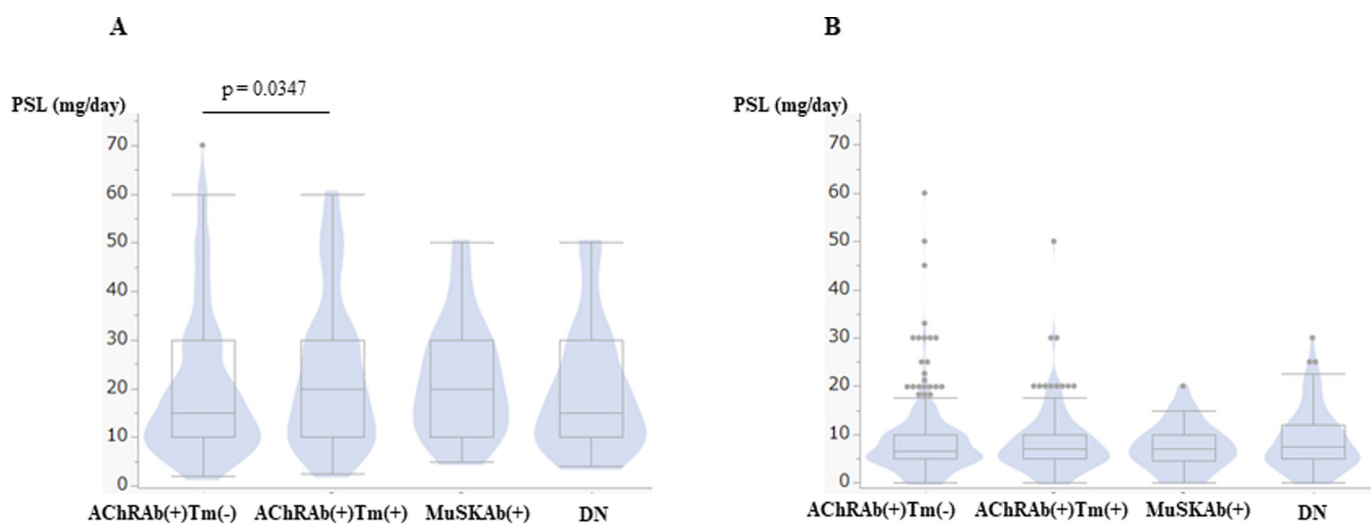 A
B
p = 0.0347
PSL (mg/day)
70
60
50
40
30
20
10
0
AChRAb(+)Tm(-)
AChRAb(+)Tm(+)
MuSKAb(+)
DN
PSL (mg/day)
70
60
50
40
30
20
10
0
AChRAb(+)Tm(-)
AChRAb(+)Tm(+)
MuSKAb(+)
DN